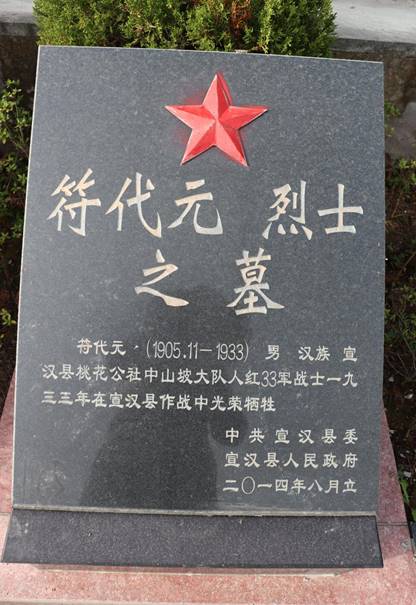 符代元 烈士
之墓
符代元 (1905.11—1933) 男 汉族 宣
汉县桃花公社中山坡大队人红33军战士一九
三三年在宣汉县作战中光荣牺牲
中共宣汉县委
宣汉县人民政府
二〇一四年八月立